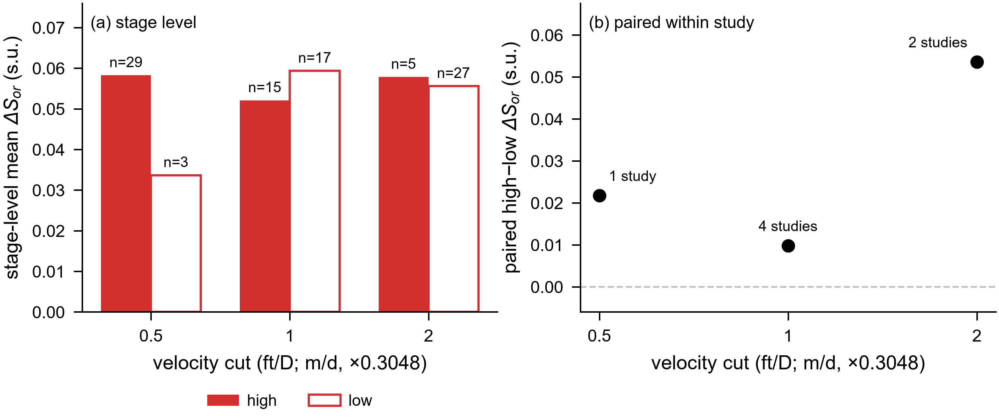 (a) stage level
stage-level mean ΔSor (s.u.)
0.07
0.06
0.05
0.04
0.03
0.02
0.01
0.00
n=29
n=3
n=15
n=17
n=5
n=27
0.5
1
2
velocity cut (ft/D; m/d, ×0.3048)
high
low
(b) paired within study
paired high−low ΔSor (s.u.)
0.06
0.05
0.04
0.03
0.02
0.01
0.00
1 study
4 studies
2 studies
0.5
1
2
velocity cut (ft/D; m/d, ×0.3048)